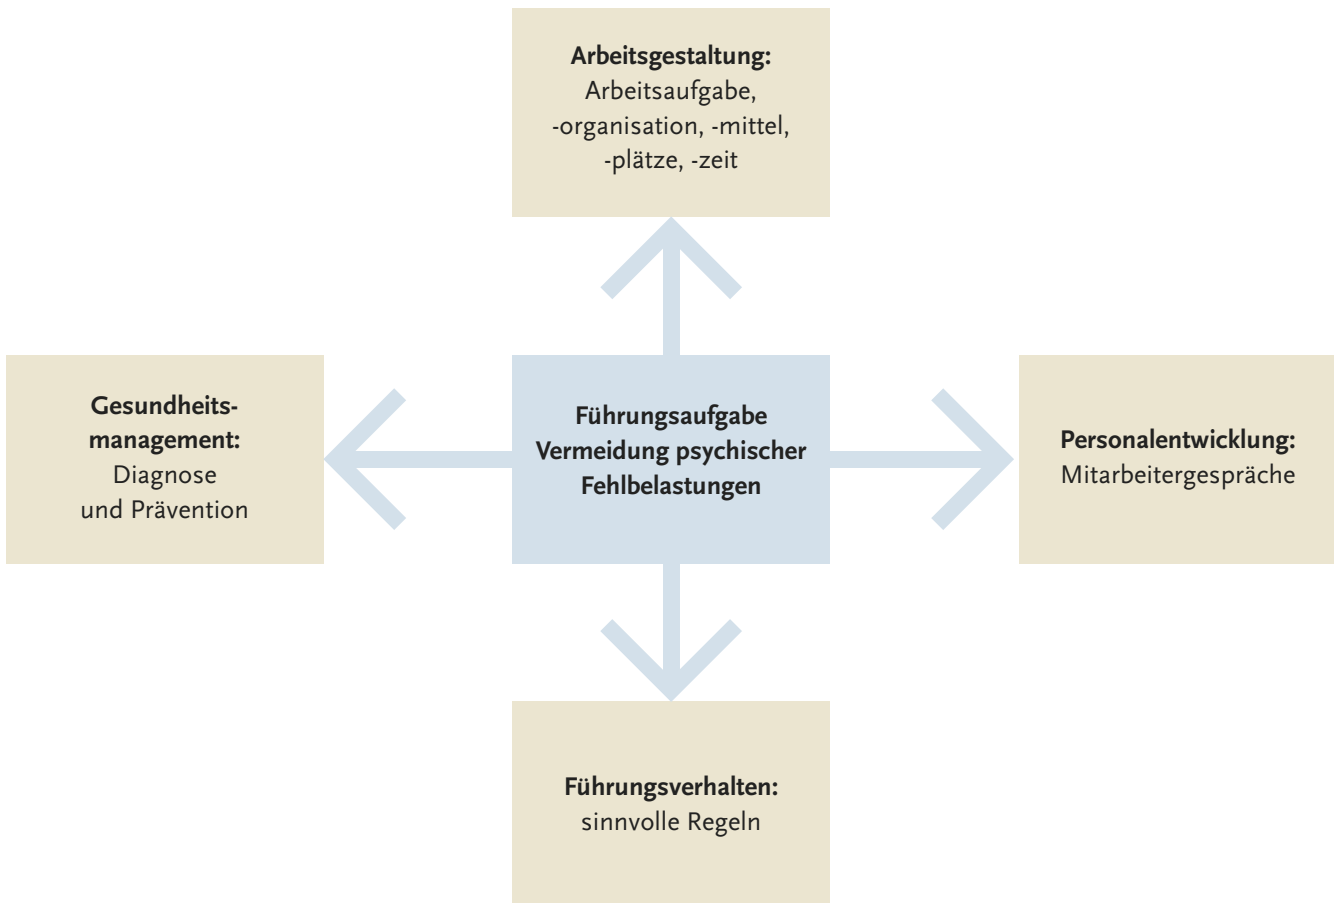 Arbeitsgestaltung:
Arbeitsaufgabe,
-organisation, -mittel,
-plätze, -zeit
Gesundheits-
management:
Diagnose
und Prävention
Führungsaufgabe
Vermeidung psychischer
Fehlbelastungen
Personalentwicklung:
Mitarbeitergespräche
Führungsverhalten:
sinnvolle Regeln